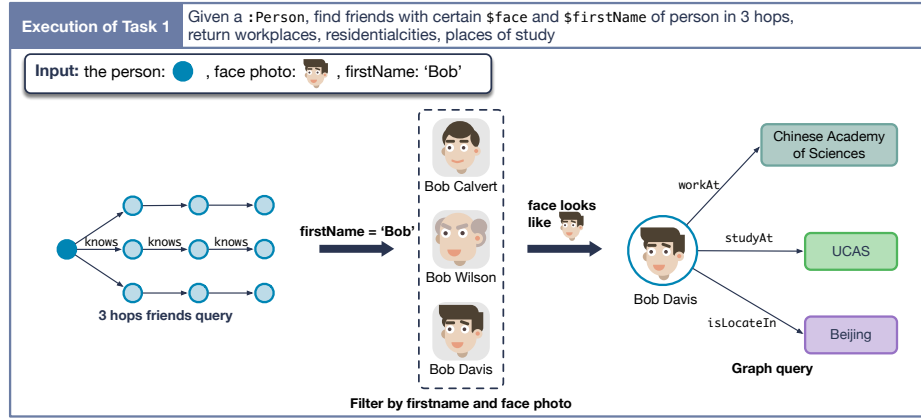 Execution of Task 1
Given a :Person, find friends with certain $face and $firstName of person in 3 hops,
return workplaces, residentialcities, places of study
Input: the person: , face photo: , firstName: ‘Bob’
knows knows knows
3 hops friends query
firstName = ‘Bob’
Bob Calvert
Bob Wilson
Bob Davis
Filter by firstname and face photo
face looks
like
Bob Davis
workAt
studyAt
isLocateIn
Chinese Academy
of Sciences
UCAS
Beijing
Graph query